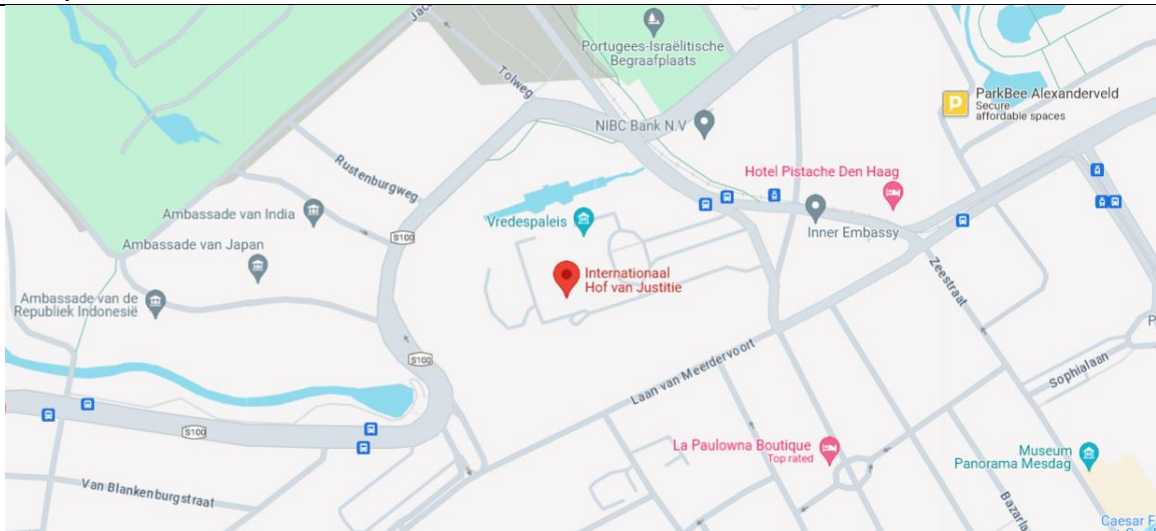 Portugees-Israëlitische
Begraafplaats
Tolweg
ParkBee Alexanderveld
Secure
affordable spaces
NIBC Bank N.V
Rustenburgweg
Hotel Pistache Den Haag
Ambassade van India
Vredespaleis
Inner Embassy
S100
Ambassade van Japan
Internationaal
Hof van Justitie
Zeestraat
Ambassade van de
Republiek Indonesië
S100
Laan van Meerdervoort
Sophialaan
S100
La Paulowna Boutique
Top rated
Museum
Panorama Mesdag
Van Blankenburgstraat